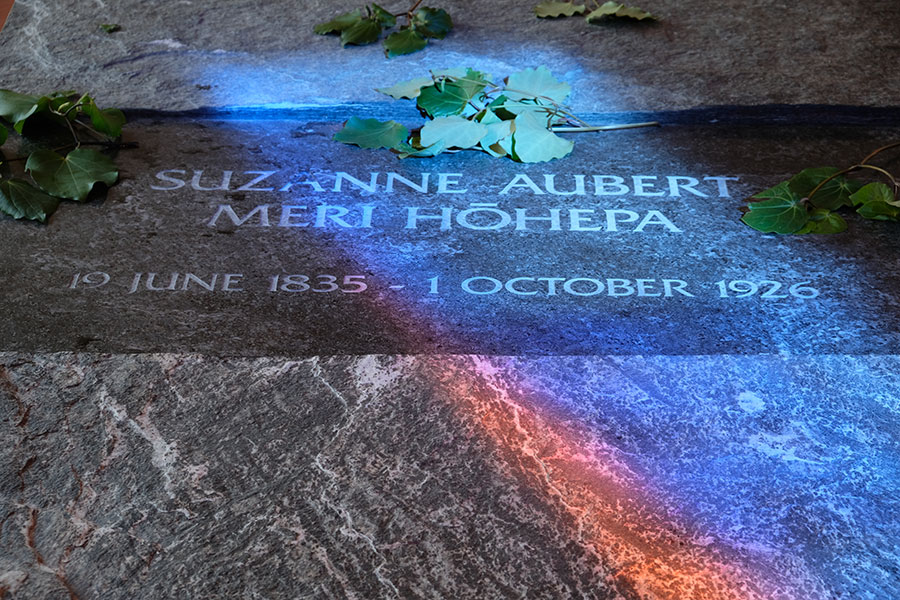 SUZANNE AUBERT
MERI HŌHEPA
19 JUNE 1835 - 1 OCTOBER 1926